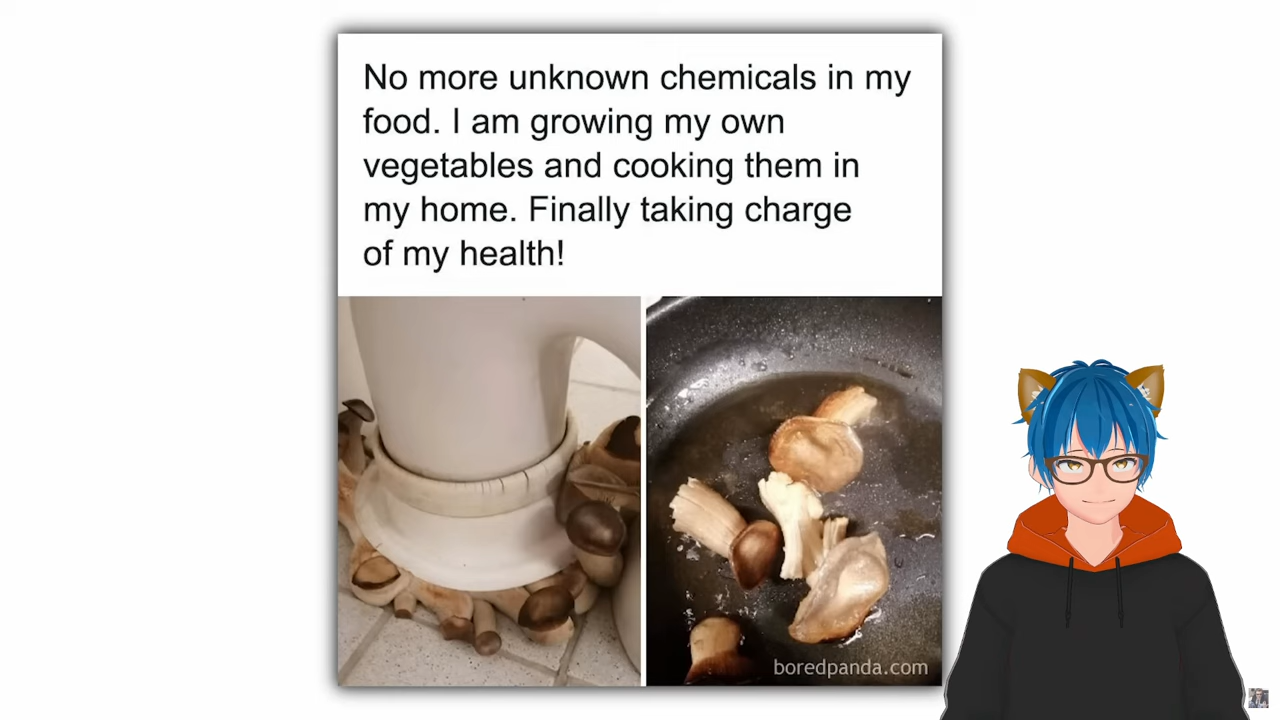 No more unknown chemicals in my
food. I am growing my own
vegetables and cooking them in
my home. Finally taking charge
of my health!
boredpanda.com